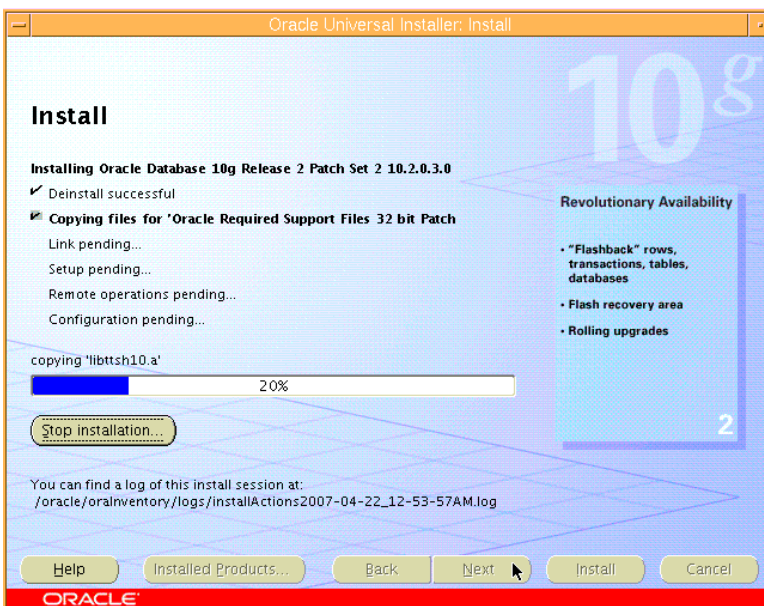 Oracle Universal Installer: Install
10g
Install
Installing Oracle Database 10g Release 2 Patch Set 2 10.2.0.3.0
Deinstall successful
Copying files for 'Oracle Required Support Files 32 bit Patch
Link pending...
Setup pending...
Remote operations pending...
Configuration pending...
copying 'libttsh10.a'
20%
Stop installation...
You can find a log of this install session at:
/oracle/oraInventory/logs/installActions2007-04-22_12-53-57AM.log
Revolutionary Availability
• "Flashback" rows,
transactions, tables,
databases
• Flash recovery area
• Rolling upgrades
2
Help
Installed Products...
Back
Next
Install
Cancel
ORACLE